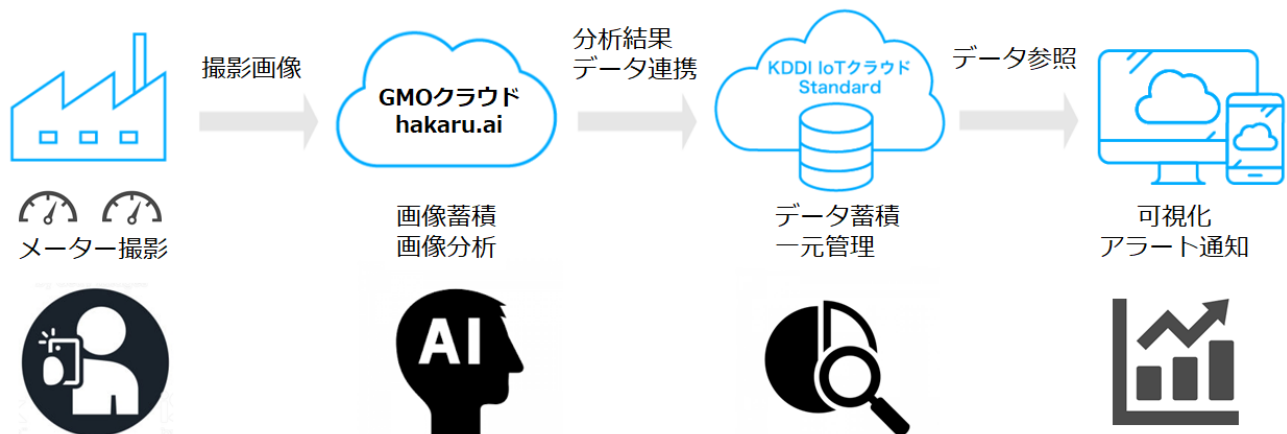 撮影画像
GMOクラウド
hakaru.ai
分析結果
データ連携
KDDI IoTクラウド
Standard
データ参照
メーター撮影
画像蓄積
画像分析
データ蓄積
一元管理
可視化
アラート通知
AI